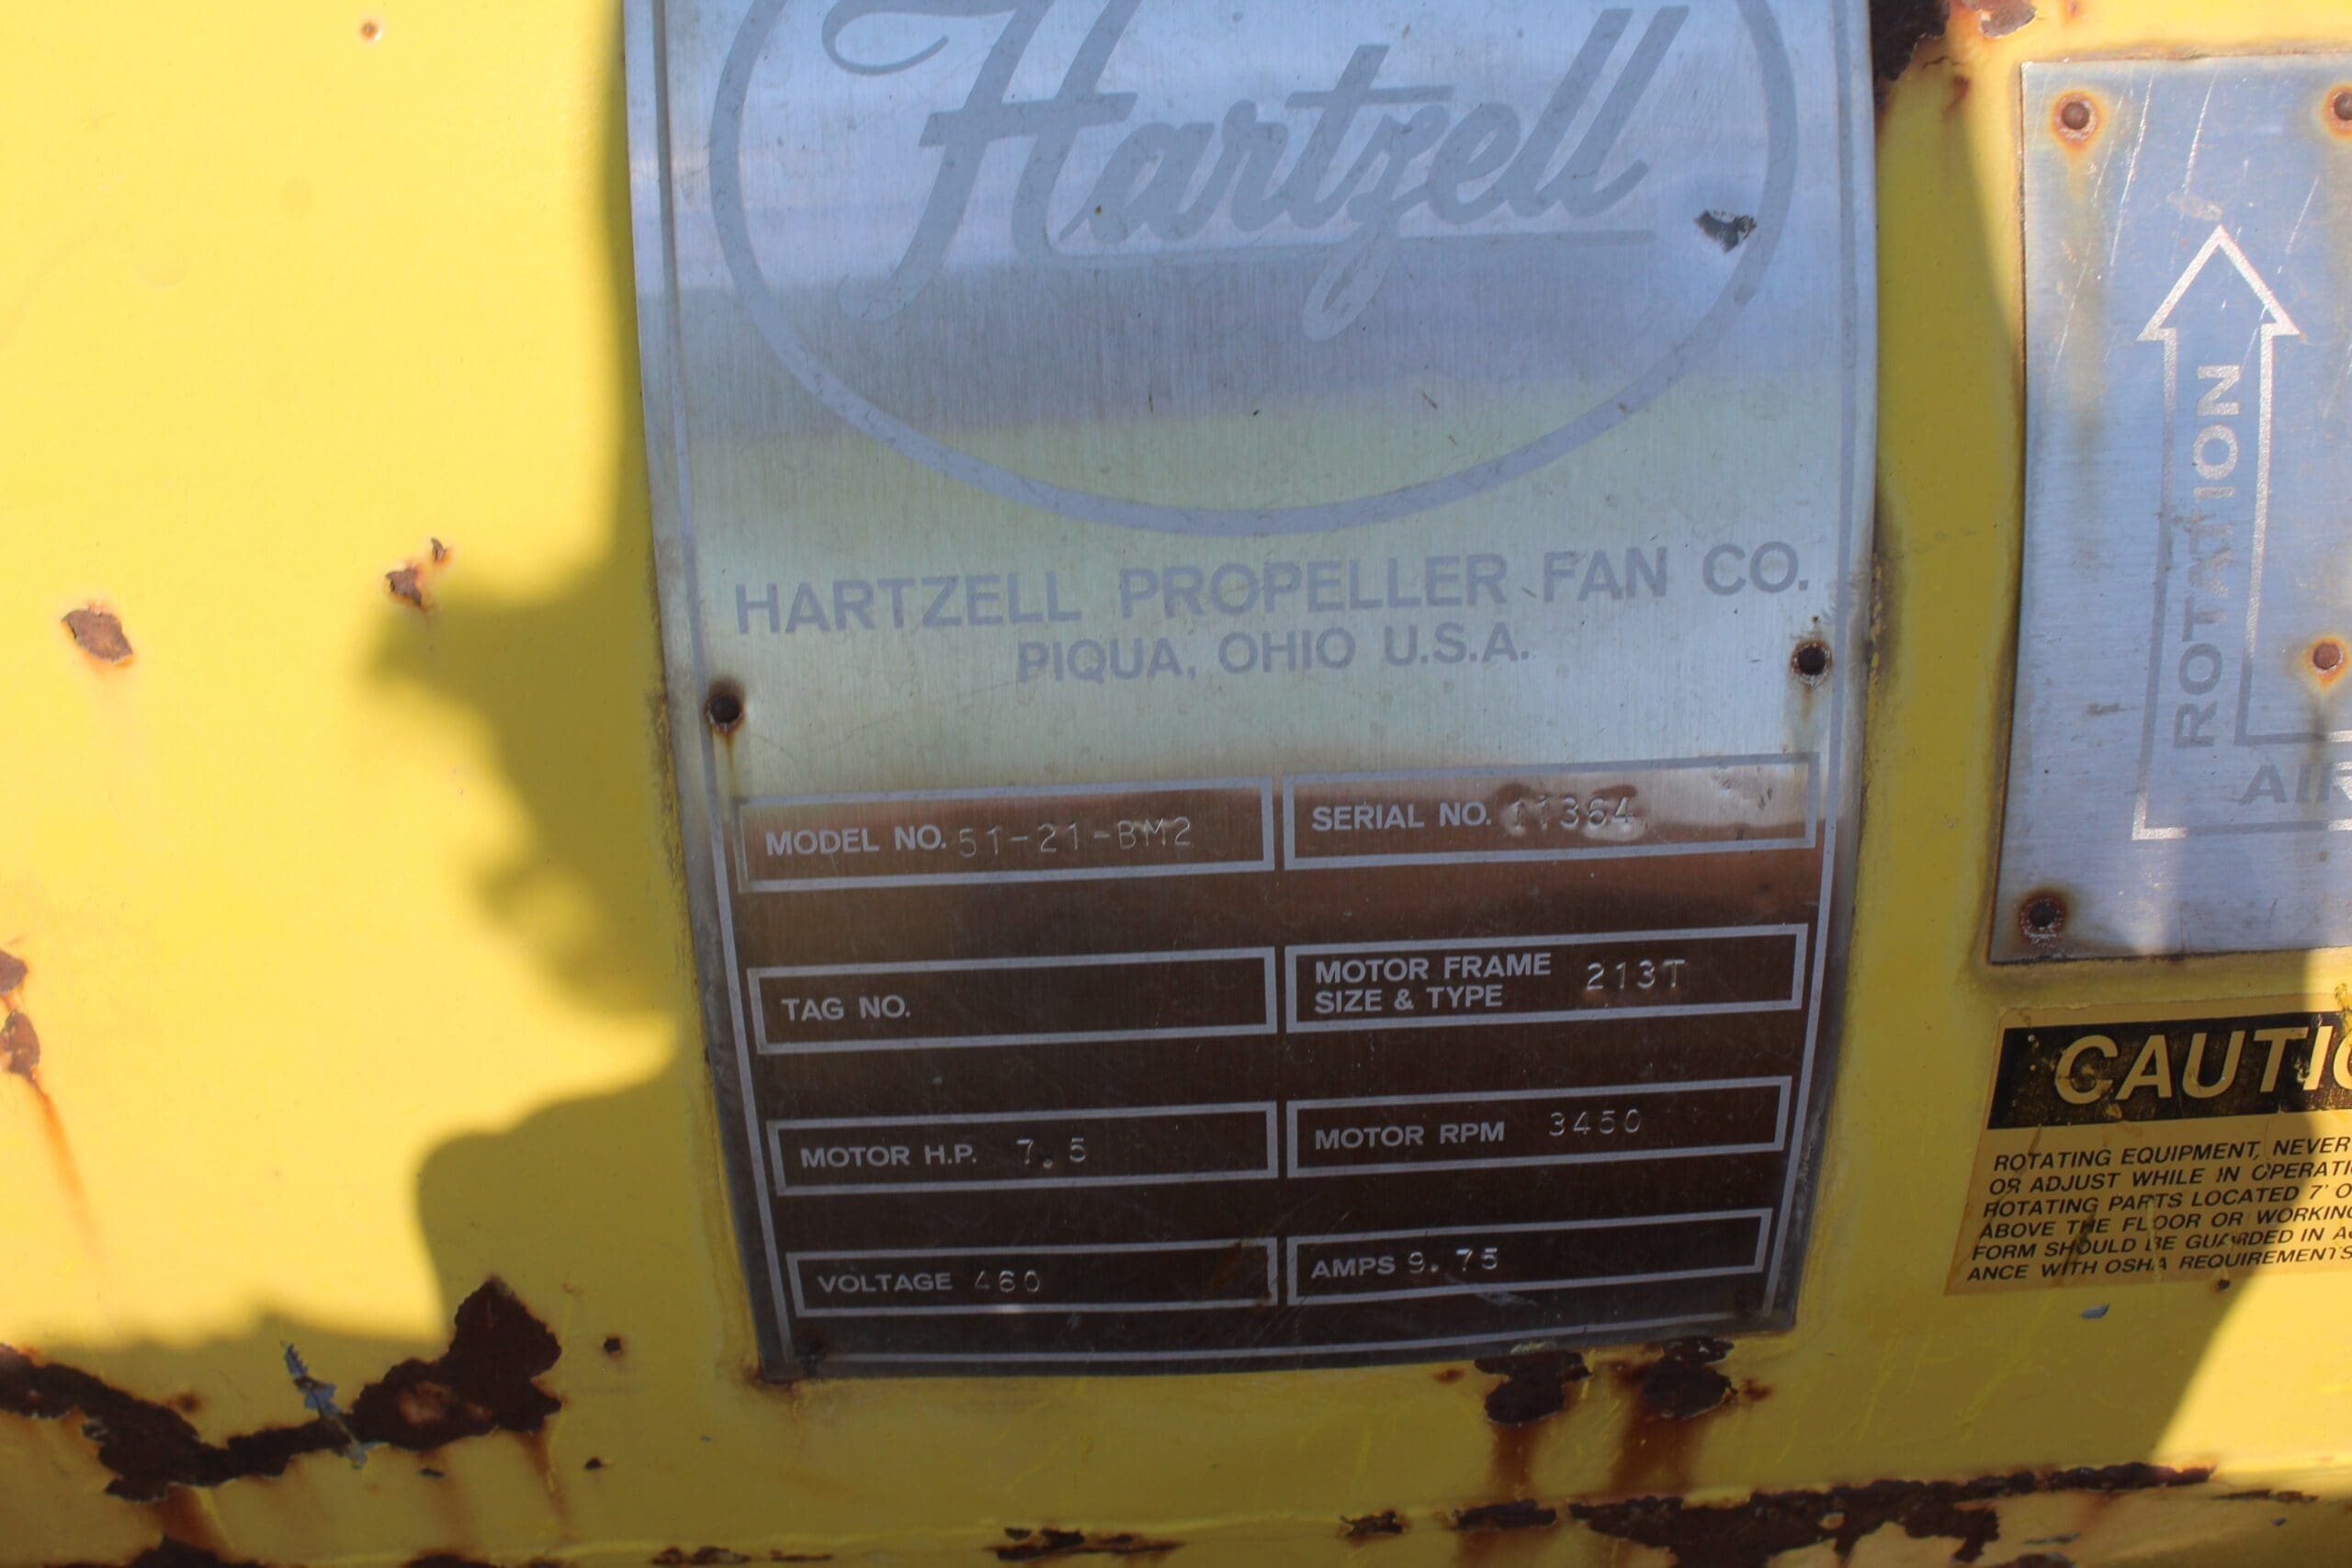 Hartzell
HARTZELL PROPELLER FAN CO.
PIQUA, OHIO U.S.A.
MODEL NO. 51-21-BM2
SERIAL NO. 11364
TAG NO.
MOTOR FRAME
SIZE & TYPE 213T
MOTOR H.P. 7.5
MOTOR RPM 3450
VOLTAGE 460
AMPS 9.75
ROTATION
AIR
CAUTIO
ROTATING EQUIPMENT, NEVER
OR ADJUST WHILE IN OPERATI
ROTATING PARTS LOCATED 7' O
ABOVE THE FLOOR OR WORKING
FORM SHOULD BE GUARDED IN A
ANCE WITH OSHA REQUIREMENTS